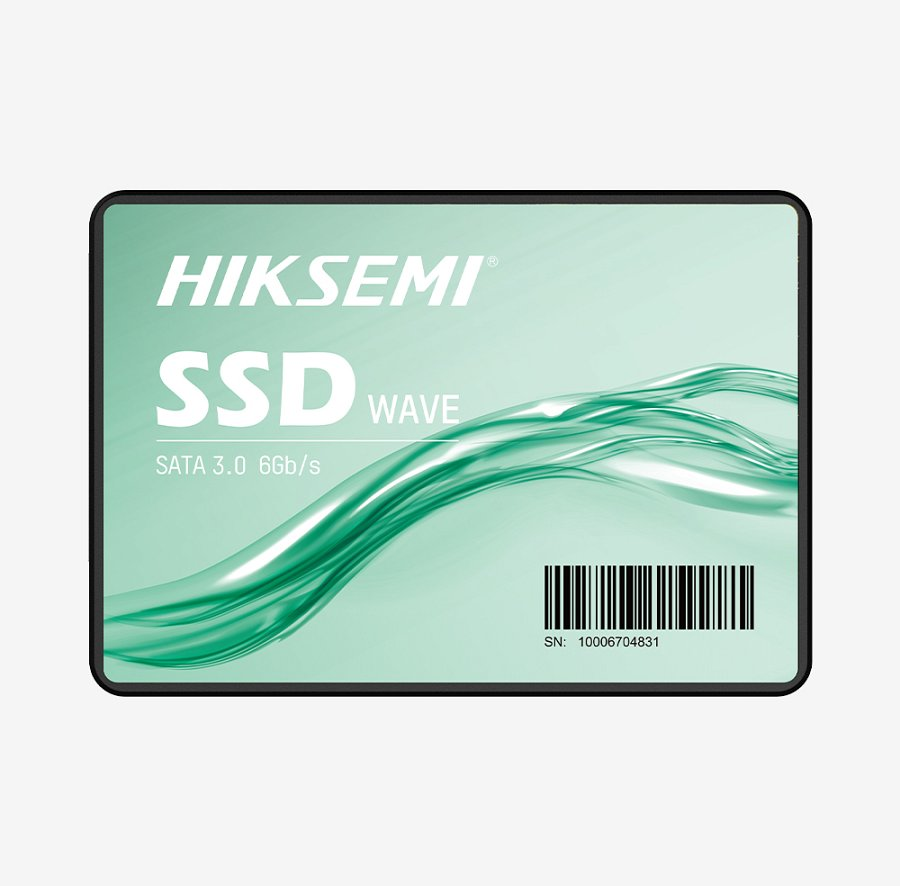 HIKSEMI®
SSD WAVE
SATA 3.0 6Gb/s
SN: 10006704831